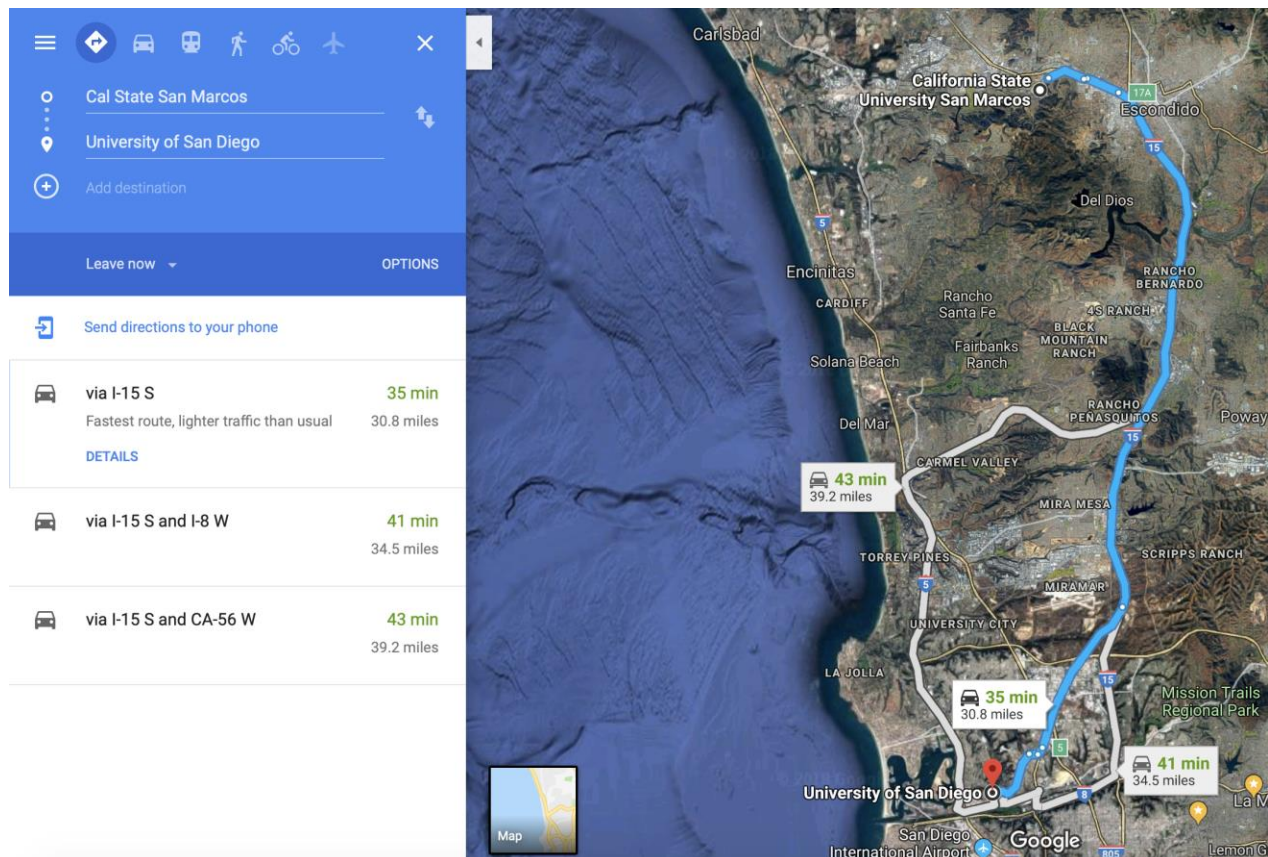 Cal State San Marcos
University of San Diego
Add destination
Leave now
OPTIONS
Send directions to your phone
via I-15 S
35 min
Fastest route, lighter traffic than usual
30.8 miles
DETAILS
via I-15 S and I-8 W
41 min
34.5 miles
via I-15 S and CA-56 W
43 min
39.2 miles
Map
Carlsbad
California State
University San Marcos
17A
Escondido
15
Del Dios
5
Encinitas
RANCHO
BERNARDO
CARDIFF
Rancho
Santa Fe
4S RANCH
BLACK
MOUNTAIN
RANCH
Fairbanks
Ranch
Solana Beach
RANCHO
PEÑASQUITOS
Poway
Del Mar
15
CARMEL VALLEY
43 min
39.2 miles
MIRA MESA
TORREY PINES
SCRIPPS RANCH
5
MIRAMAR
UNIVERSITY CITY
LA JOLLA
15
35 min
30.8 miles
Mission Trails
Regional Park
5
41 min
34.5 miles
University of San Diego
8
La M
San Diego
International Airport
Google
805
Lemon G